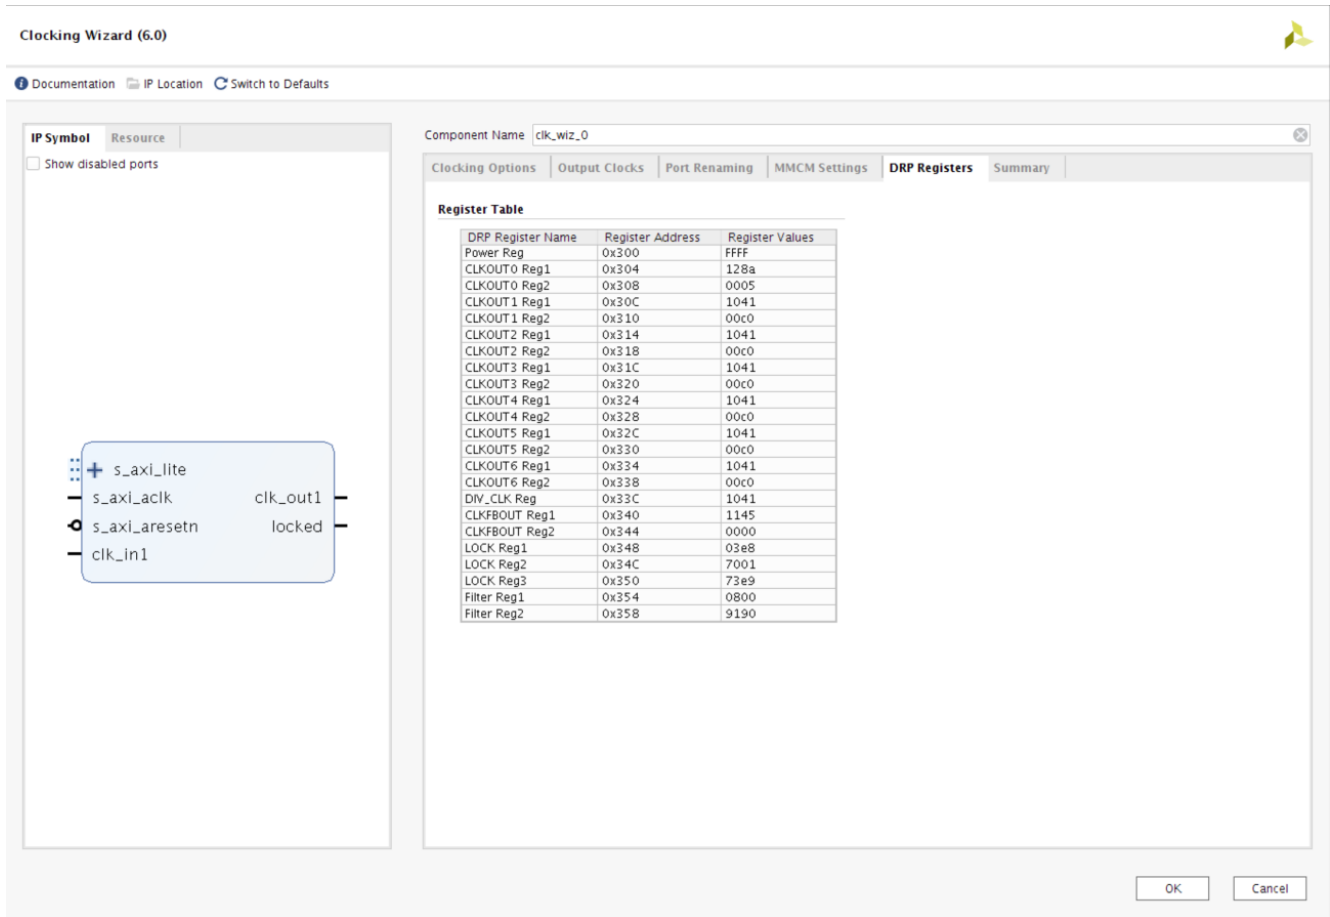 Clocking Wizard (6.0)
Documentation IP Location Switch to Defaults
IP Symbol Resource
Show disabled ports
s_axi_lite
s_axi_aclk clk_out1
s_axi_aresetn locked
clk_in1
Component Name clk_wiz_0
Clocking Options Output Clocks Port Renaming MMCM Settings DRP Registers Summary
Register Table
DRP Register Name Register Address Register Values
Power Reg 0x300 FFFF
CLKOUT0 Reg1 0x304 128a
CLKOUT0 Reg2 0x308 0005
CLKOUT1 Reg1 0x30C 1041
CLKOUT1 Reg2 0x310 00c0
CLKOUT2 Reg1 0x314 1041
CLKOUT2 Reg2 0x318 00c0
CLKOUT3 Reg1 0x31C 1041
CLKOUT3 Reg2 0x320 00c0
CLKOUT4 Reg1 0x324 1041
CLKOUT4 Reg2 0x328 00c0
CLKOUT5 Reg1 0x32C 1041
CLKOUT5 Reg2 0x330 00c0
CLKOUT6 Reg1 0x334 1041
CLKOUT6 Reg2 0x338 00c0
DIV_CLK Reg 0x33C 1041
CLKFBOUT Reg1 0x340 1145
CLKFBOUT Reg2 0x344 0000
LOCK Reg1 0x348 03e8
LOCK Reg2 0x34C 7001
LOCK Reg3 0x350 73e9
Filter Reg1 0x354 0800
Filter Reg2 0x358 9190
OK Cancel